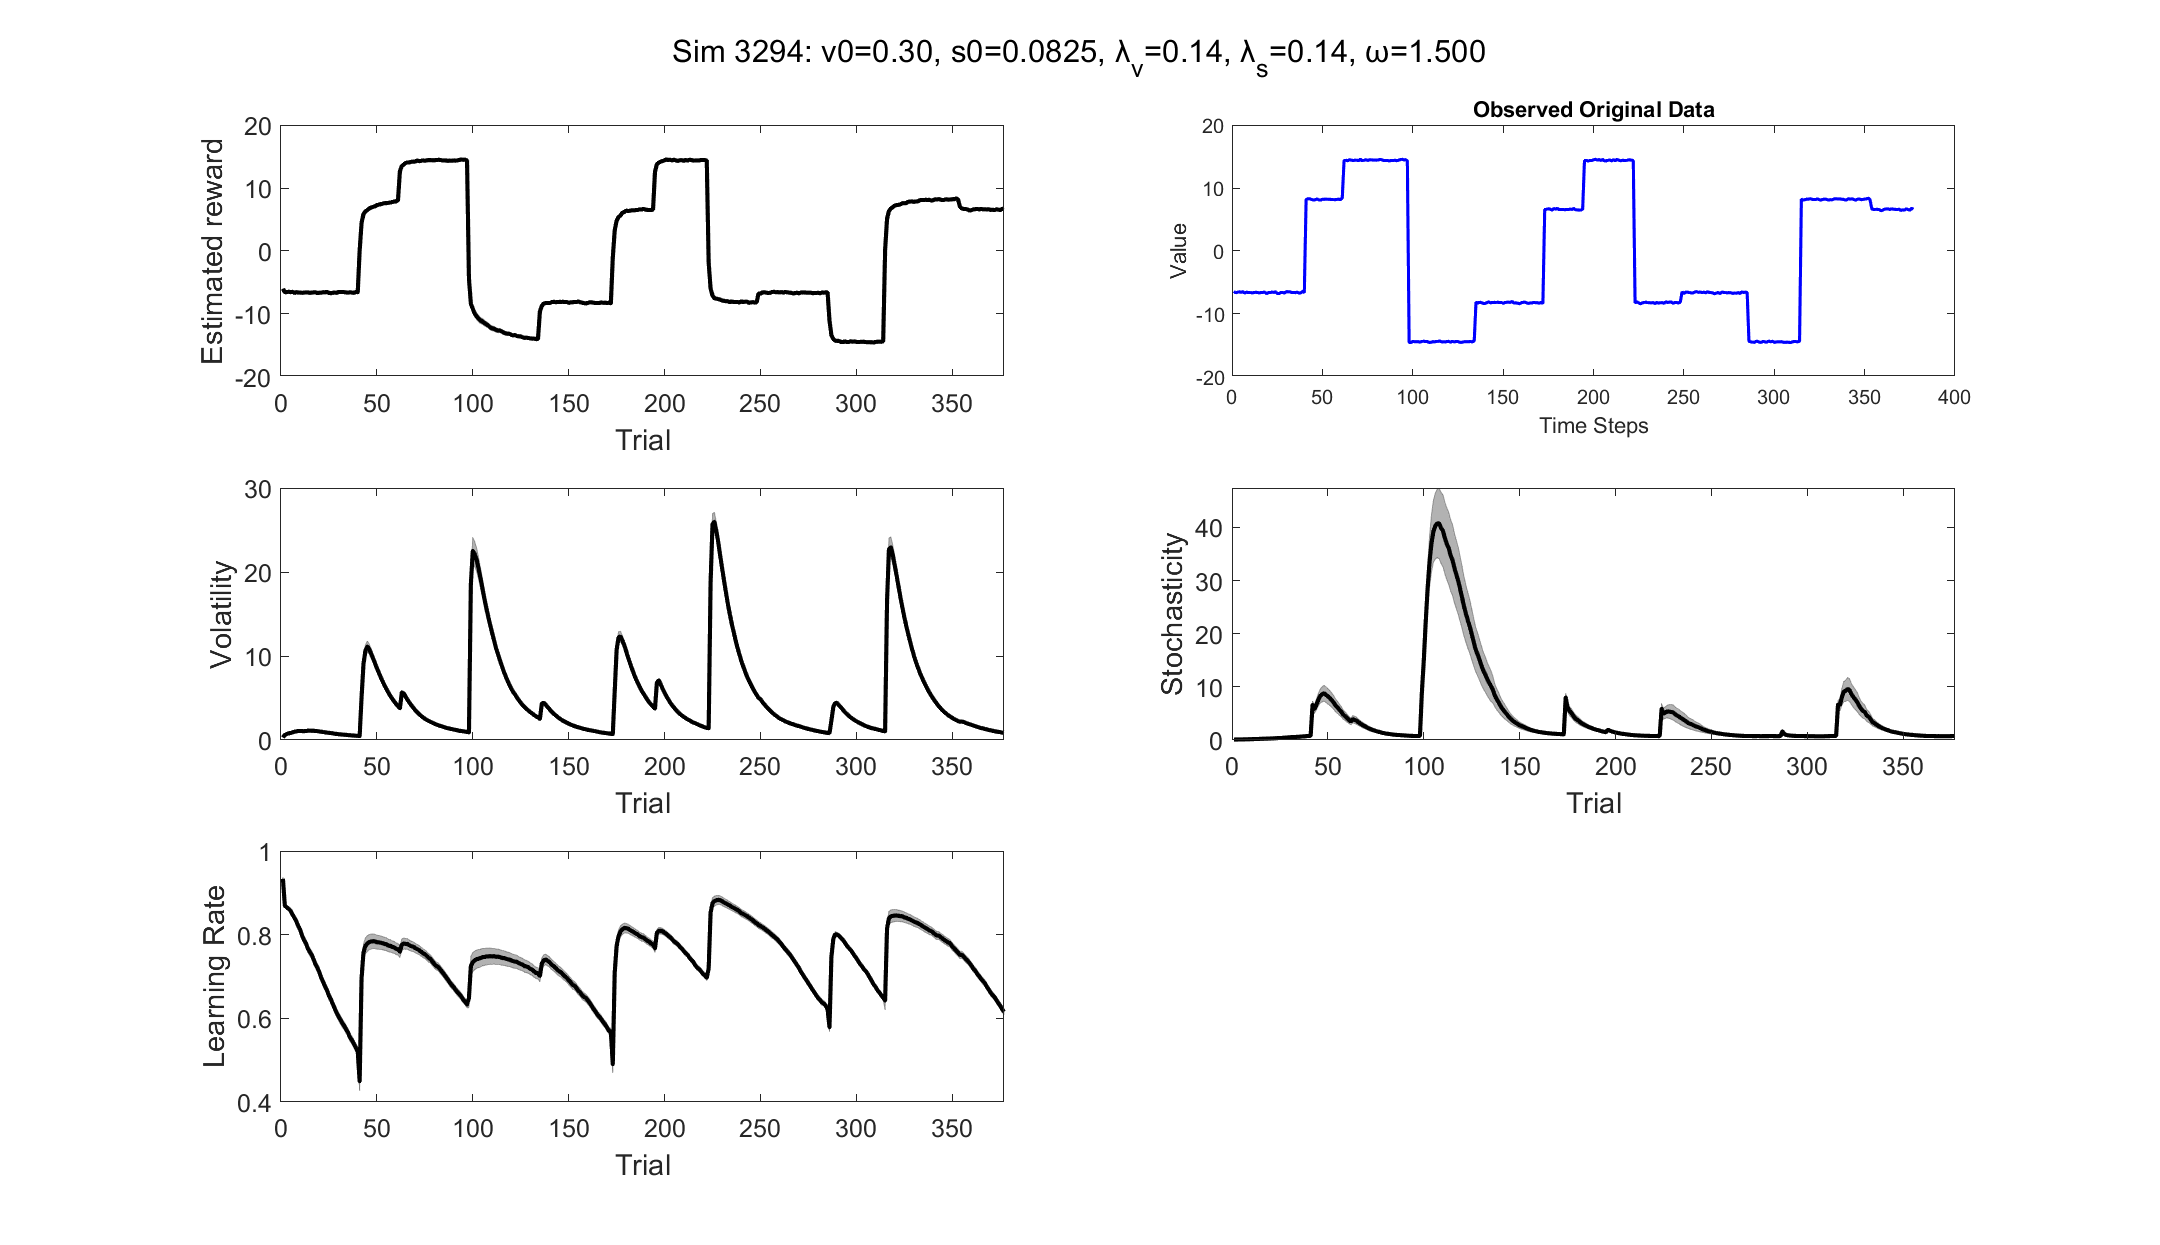 Sim 3294: v0=0.30, s0=0.0825, λv=0.14, λs=0.14, ω=1.500
20
10
0
-10
-20
Estimated reward
0 50 100 150 200 250 300 350
Trial
Observed Original Data
20
10
0
-10
-20
Value
0 50 100 150 200 250 300 350 400
Time Steps
30
20
10
0
Volatility
0 50 100 150 200 250 300 350
Trial
40
30
20
10
0
Stochasticity
0 50 100 150 200 250 300 350
Trial
1
0.8
0.6
0.4
Learning Rate
0 50 100 150 200 250 300 350
Trial